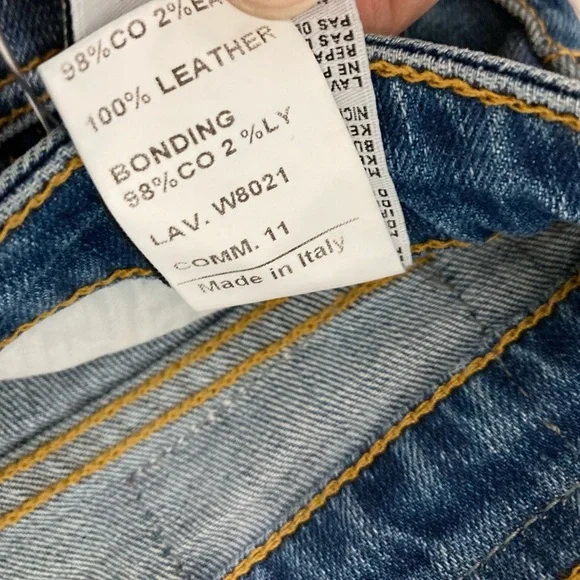 98%CO 2%EA
100% LEATHER
BONDING
98%CO 2 %LY
LAV. W8021
COMM. 11
Made in Italy